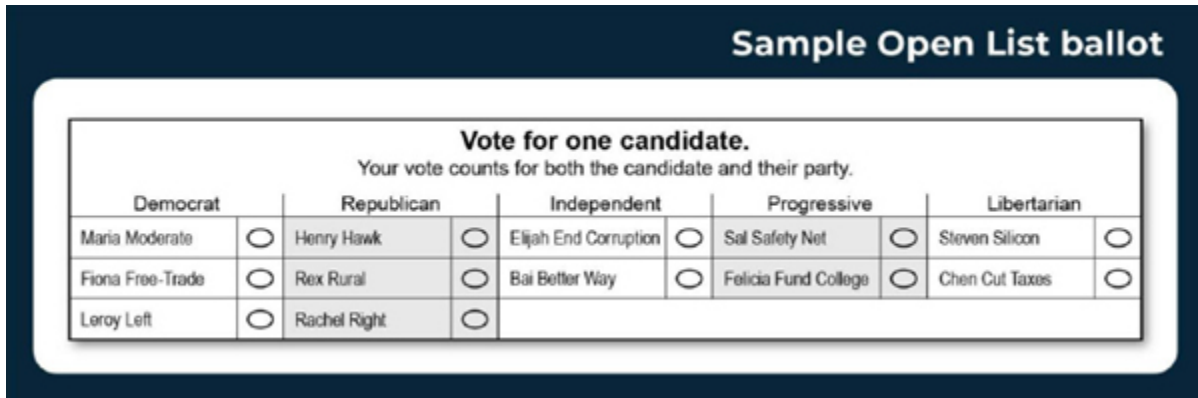 Sample Open List ballot
Vote for one candidate.
Your vote counts for both the candidate and their party.
Democrat Republican Independent Progressive Libertarian
Maria Moderate Henry Hawk Elijah End Corruption Sal Safety Net Steven Silicon
Fiona Free-Trade Rex Rural Bai Better Way Felicia Fund College Chen Cut Taxes
Leroy Left Rachel Right